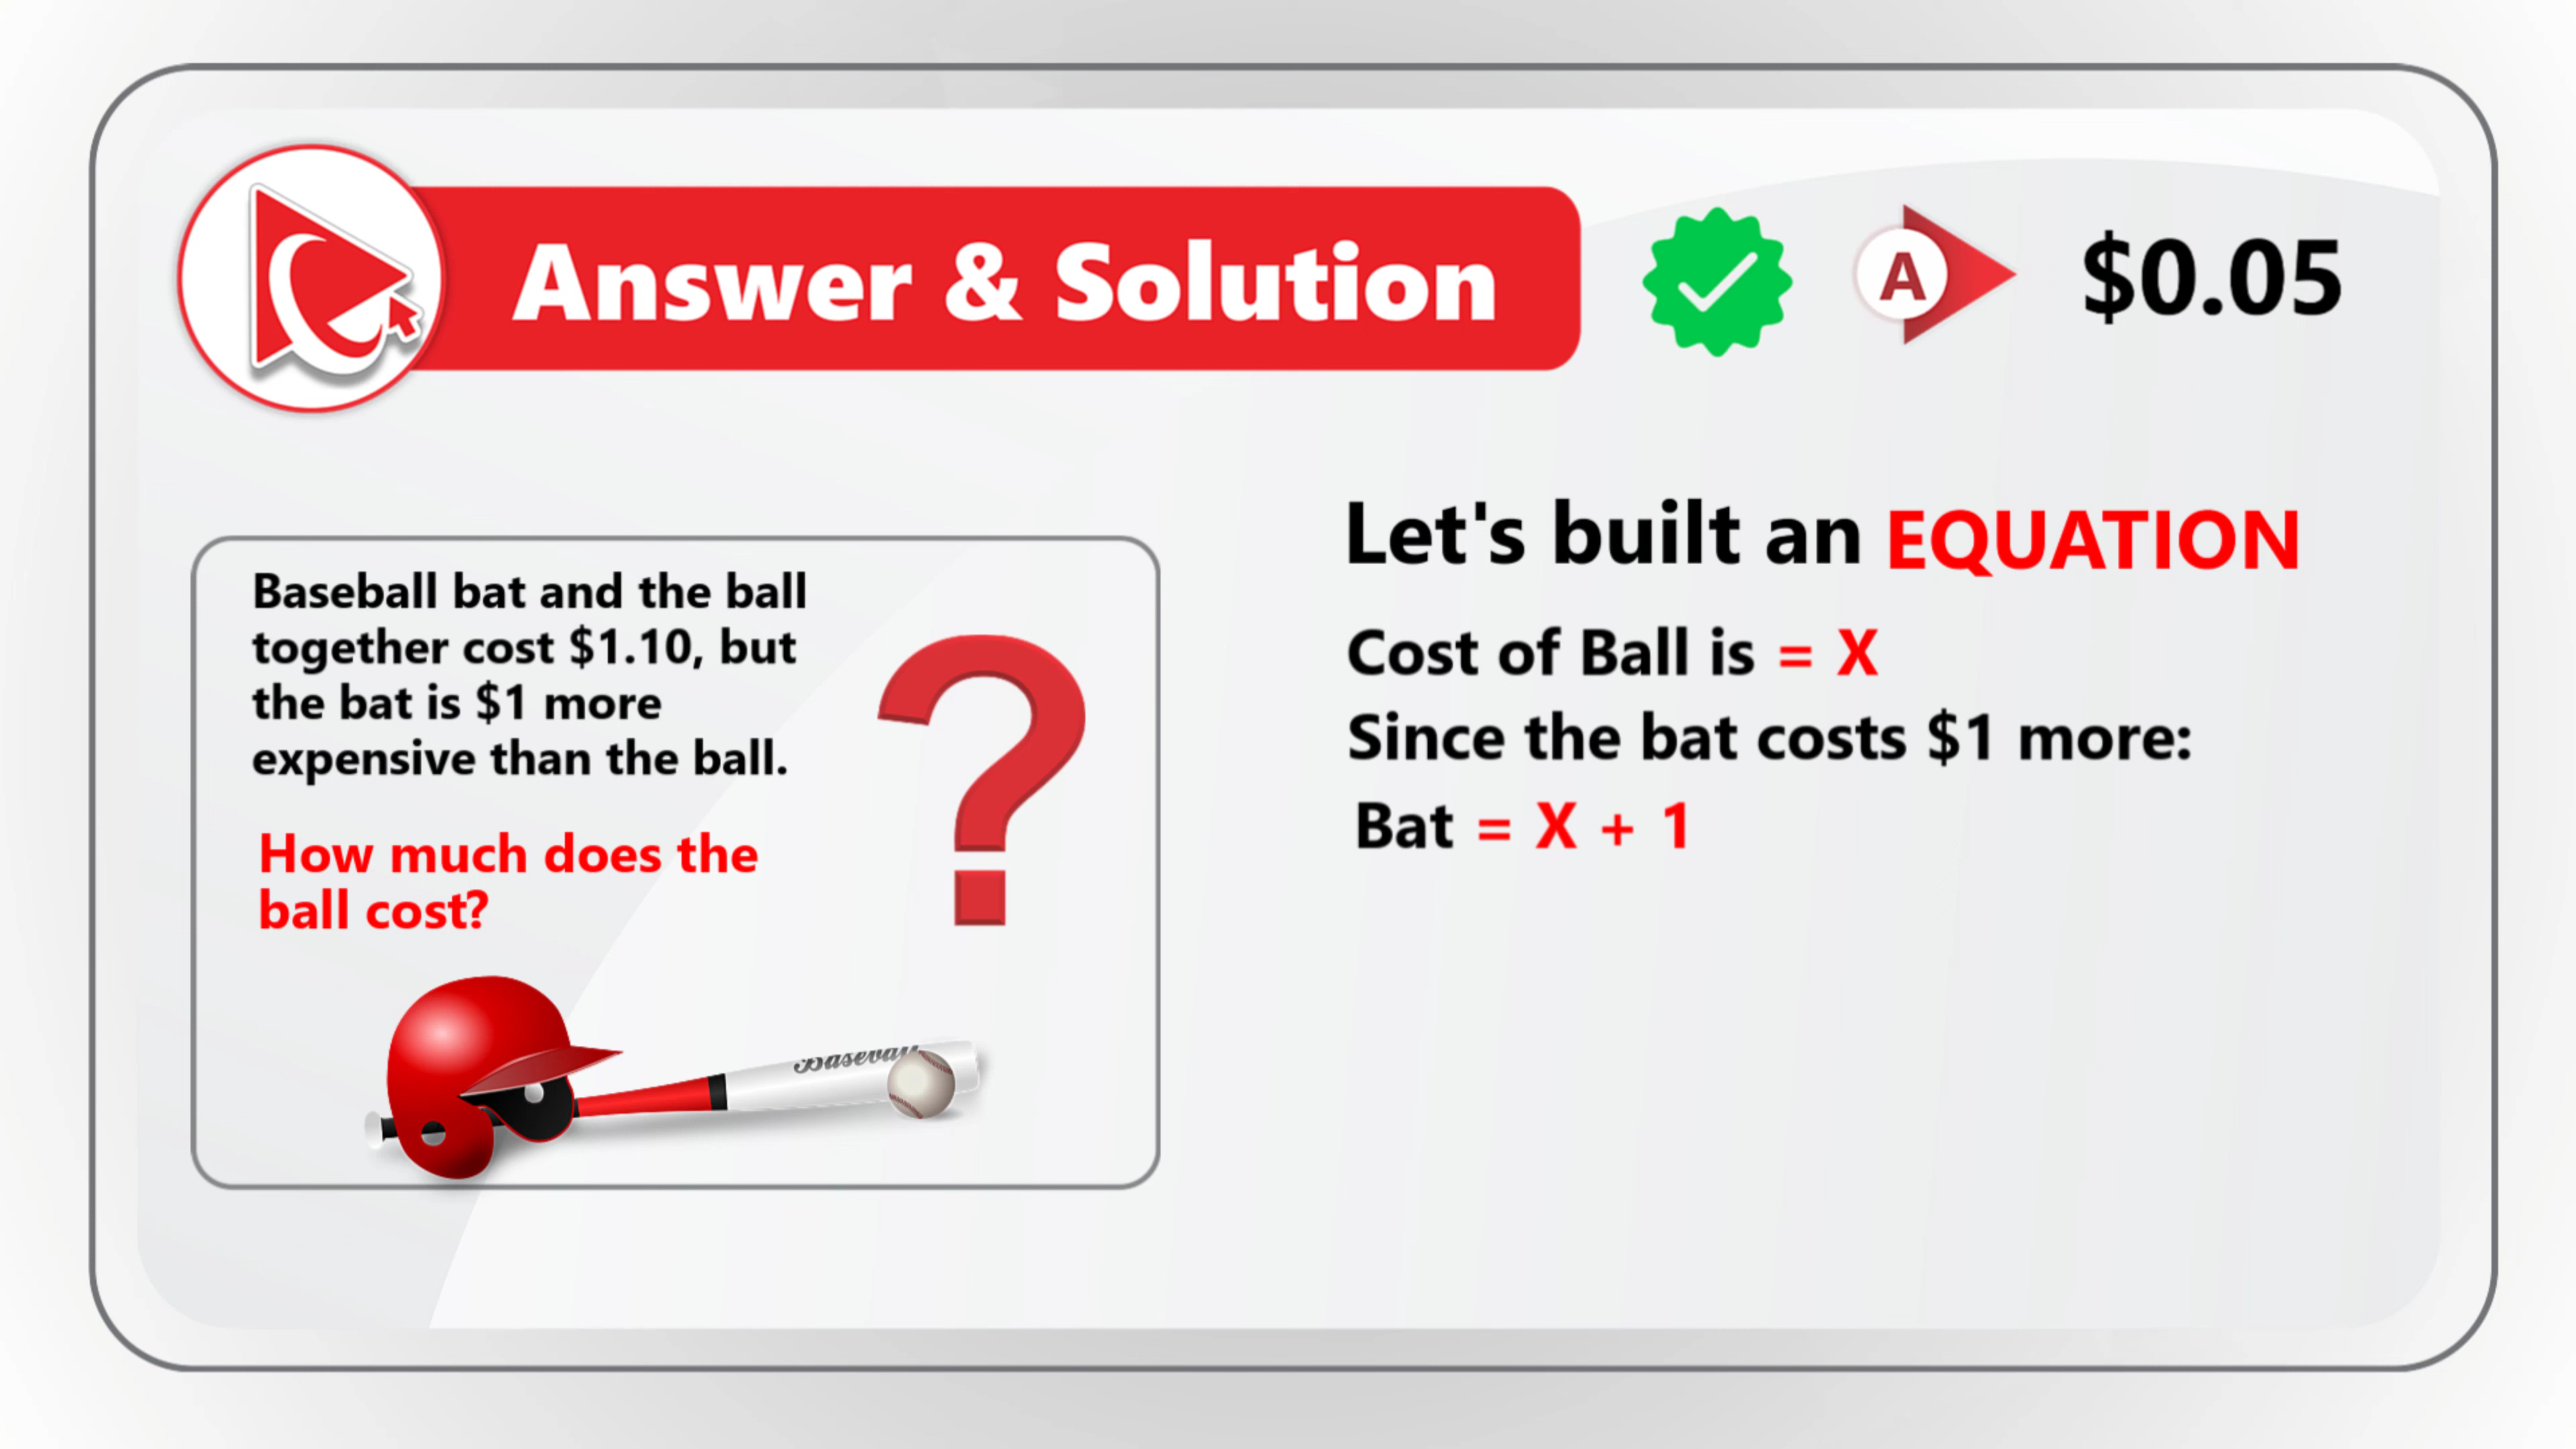 Answer & Solution
A
$0.05
Baseball bat and the ball
together cost $1.10, but
the bat is $1 more
expensive than the ball.
How much does the
ball cost?
?
Baseball
Let's built an EQUATION
Cost of Ball is = X
Since the bat costs $1 more:
Bat = X + 1